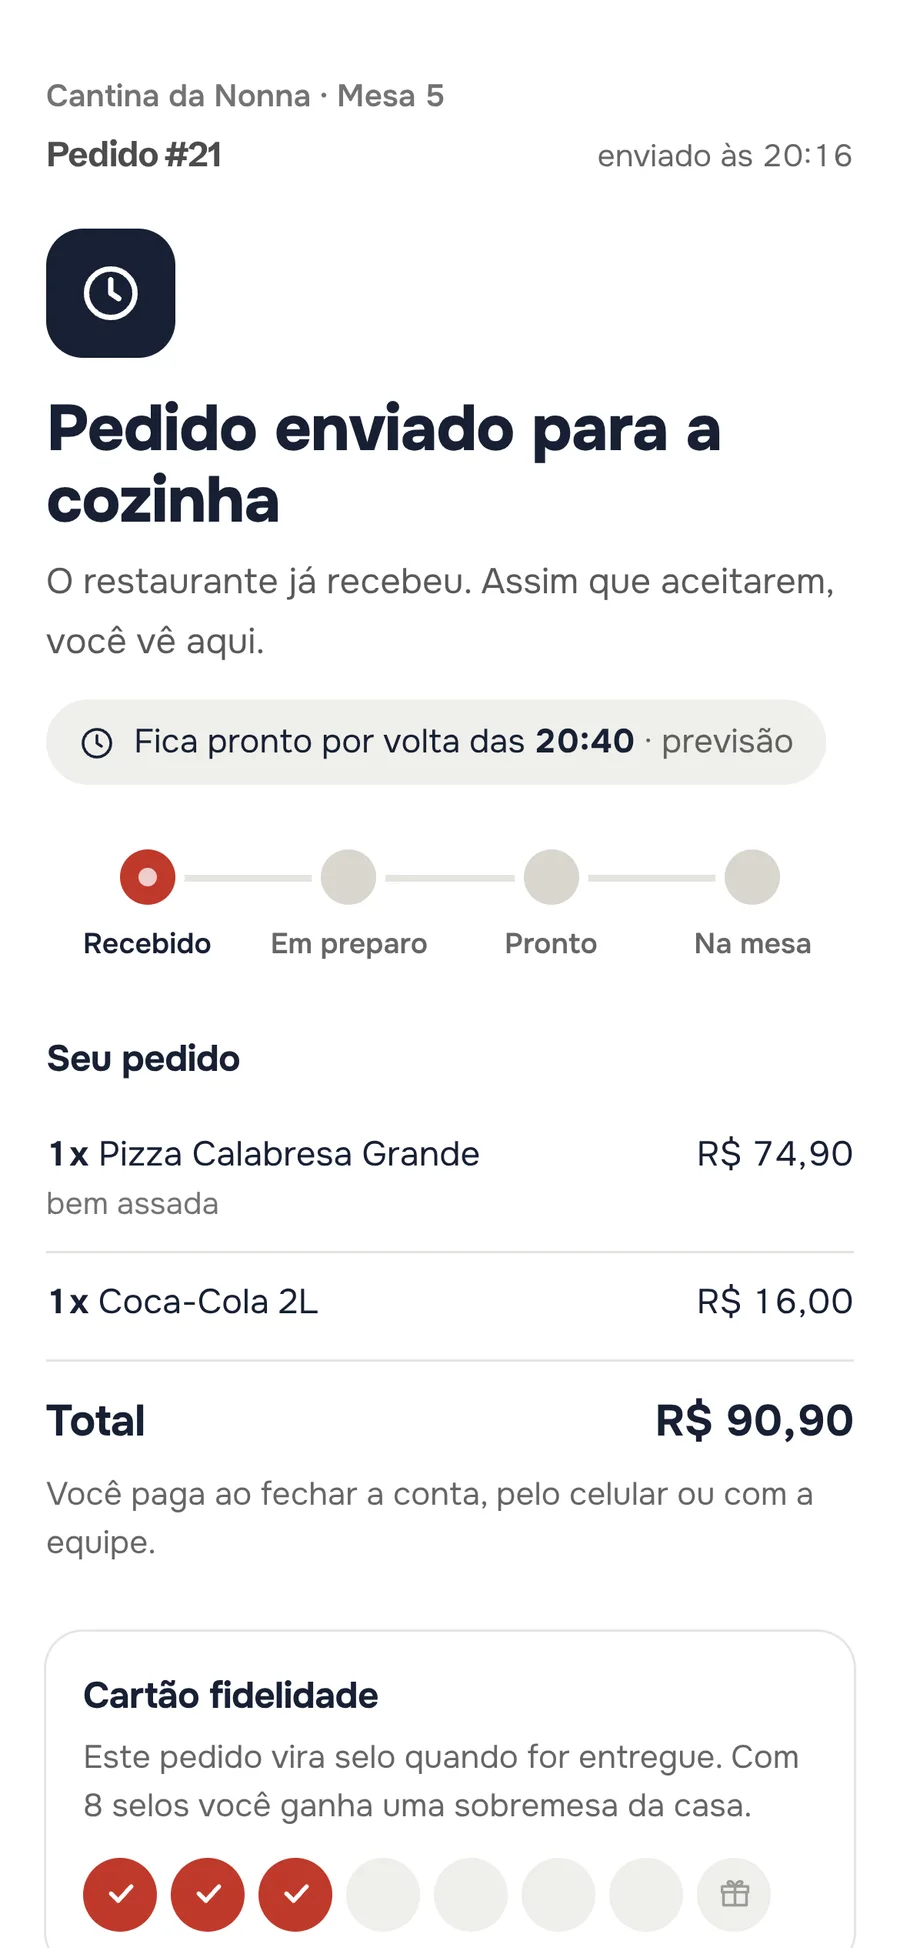 Cantina da Nonna · Mesa 5
Pedido #21 enviado às 20:16
Pedido enviado para a
cozinha
O restaurante já recebeu. Assim que aceitarem,
você vê aqui.
Fica pronto por volta das 20:40 · previsão
Recebido Em preparo Pronto Na mesa
Seu pedido
1x Pizza Calabresa Grande R$ 74,90
bem assada
1x Coca-Cola 2L R$ 16,00
Total R$ 90,90
Você paga ao fechar a conta, pelo celular ou com a
equipe.
Cartão fidelidade
Este pedido vira selo quando for entregue. Com
8 selos você ganha uma sobremesa da casa.